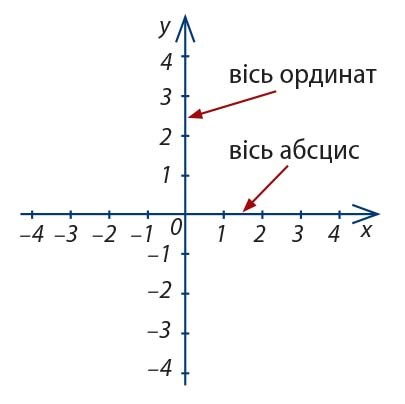 y
4
вісь ординат
3
2
вісь абсцис
1
–4 –3 –2 –1 0 1 2 3 4 x
–1
–2
–3
–4